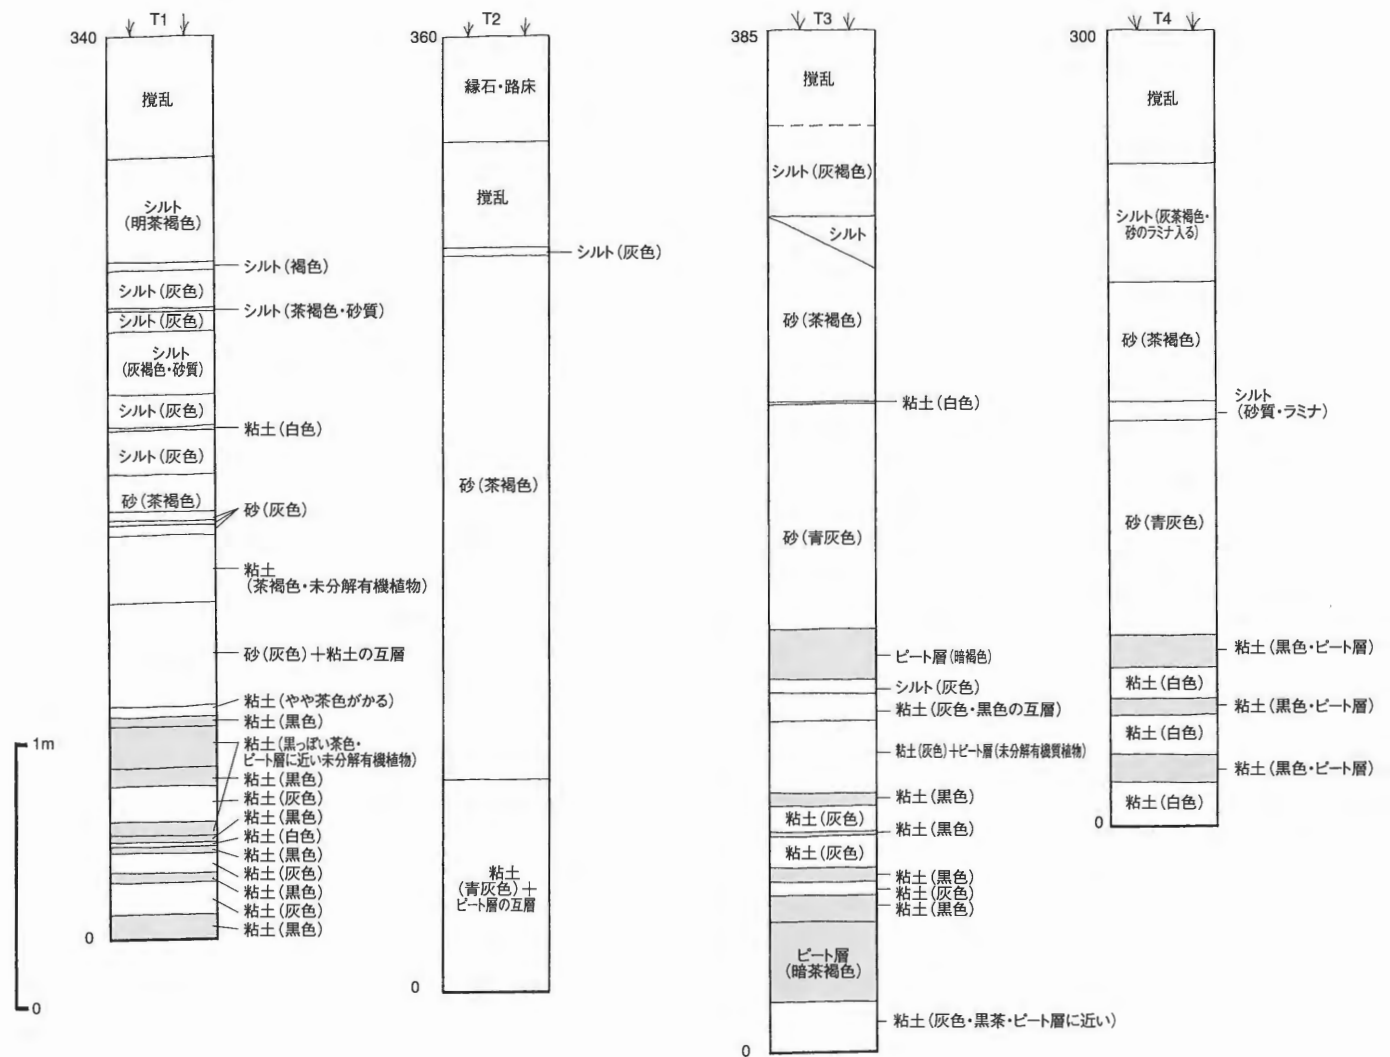 T1
340
攪乱
シルト
(明茶褐色)
シルト(褐色)
シルト(灰色)
シルト(茶褐色・砂質)
シルト(灰色)
シルト
(灰褐色・砂質)
シルト(灰色)
粘土(白色)
シルト(灰色)
砂(茶褐色)
砂(灰色)
粘土
(茶褐色・未分解有機植物)
砂(灰色)+粘土の互層
粘土(やや茶色がかる)
粘土(黒色)
粘土(黒っぽい茶色・
ピート層に近い未分解有機植物)
粘土(黒色)
粘土(灰色)
粘土(黒色)
粘土(白色)
粘土(黒色)
粘土(灰色)
粘土(黒色)
粘土(灰色)
粘土(黒色)
0
1m
0
T2
360
縁石・路床
攪乱
シルト(灰色)
砂(茶褐色)
粘土
(青灰色)+
ピート層の互層
0
T3
385
攪乱
シルト(灰褐色)
シルト
砂(茶褐色)
粘土(白色)
砂(青灰色)
ピート層(暗褐色)
シルト(灰色)
粘土(灰色・黒色の互層)
粘土(灰色)+ピート層(未分解有機質植物)
粘土(黒色)
粘土(灰色)
粘土(黒色)
粘土(灰色)
粘土(黒色)
粘土(灰色)
粘土(黒色)
ピート層
(暗茶褐色)
粘土(灰色・黒茶・ピート層に近い)
0
T4
300
攪乱
シルト(灰茶褐色・
砂のラミナ入る)
砂(茶褐色)
シルト
(砂質・ラミナ)
砂(青灰色)
粘土(黒色・ピート層)
粘土(白色)
粘土(黒色・ピート層)
粘土(白色)
粘土(黒色・ピート層)
粘土(白色)
0